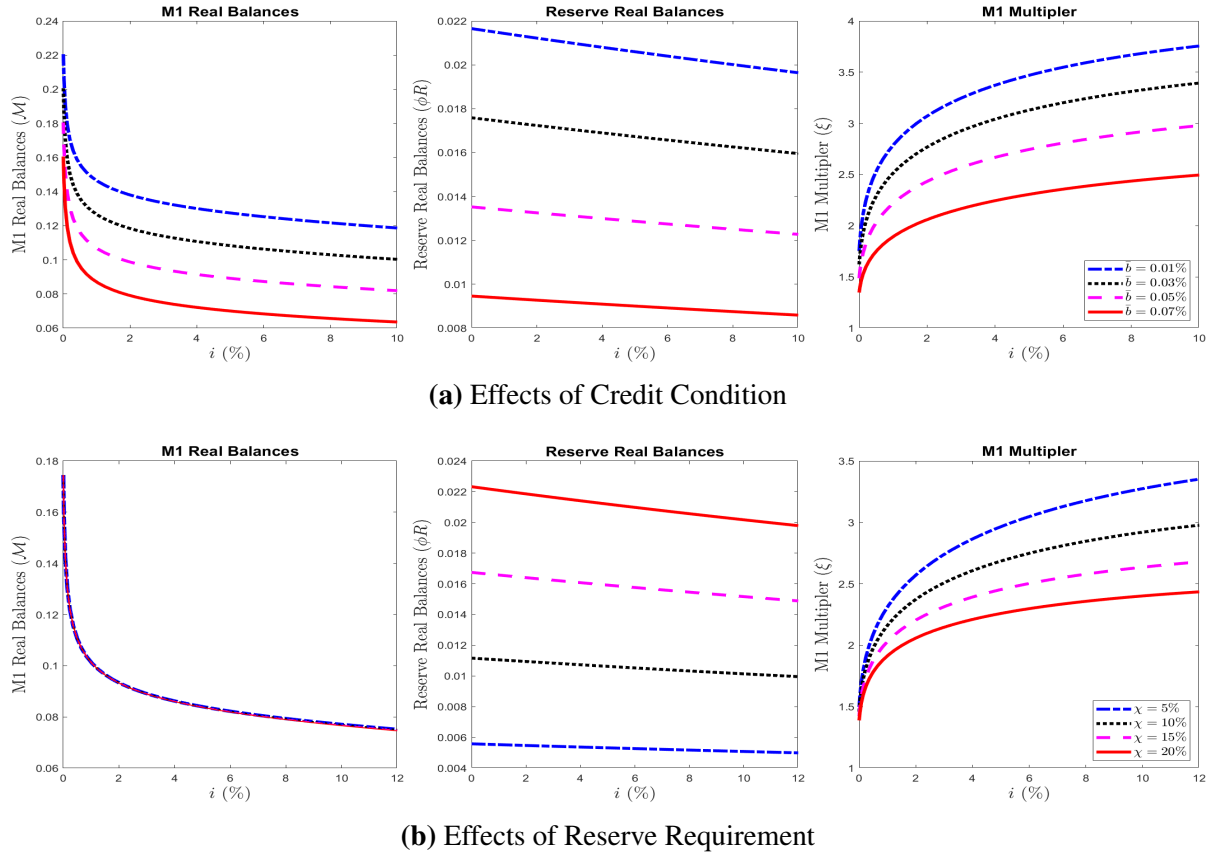 M1 Real Balances
M1 Real Balances (ℳ)
0.24
0.22
0.2
0.18
0.16
0.14
0.12
0.1
0.08
0.06
0 2 4 6 8 10
i (%)
Reserve Real Balances
Reserve Real Balances (ϕR)
0.022
0.02
0.018
0.016
0.014
0.012
0.01
0.008
0 2 4 6 8 10
i (%)
M1 Multipler
M1 Multiplier (ξ)
4
3.5
3
2.5
2
1.5
1
0 2 4 6 8 10
i (%)
b̄ = 0.01%
b̄ = 0.03%
b̄ = 0.05%
b̄ = 0.07%
(a) Effects of Credit Condition
M1 Real Balances
M1 Real Balances (ℳ)
0.18
0.16
0.14
0.12
0.1
0.08
0.06
0 2 4 6 8 10 12
i (%)
Reserve Real Balances
Reserve Real Balances (ϕR)
0.024
0.022
0.02
0.018
0.016
0.014
0.012
0.01
0.008
0.006
0.004
0 2 4 6 8 10 12
i (%)
M1 Multipler
M1 Multiplier (ξ)
3.5
3
2.5
2
1.5
1
0 2 4 6 8 10 12
i (%)
χ = 5%
χ = 10%
χ = 15%
χ = 20%
(b) Effects of Reserve Requirement